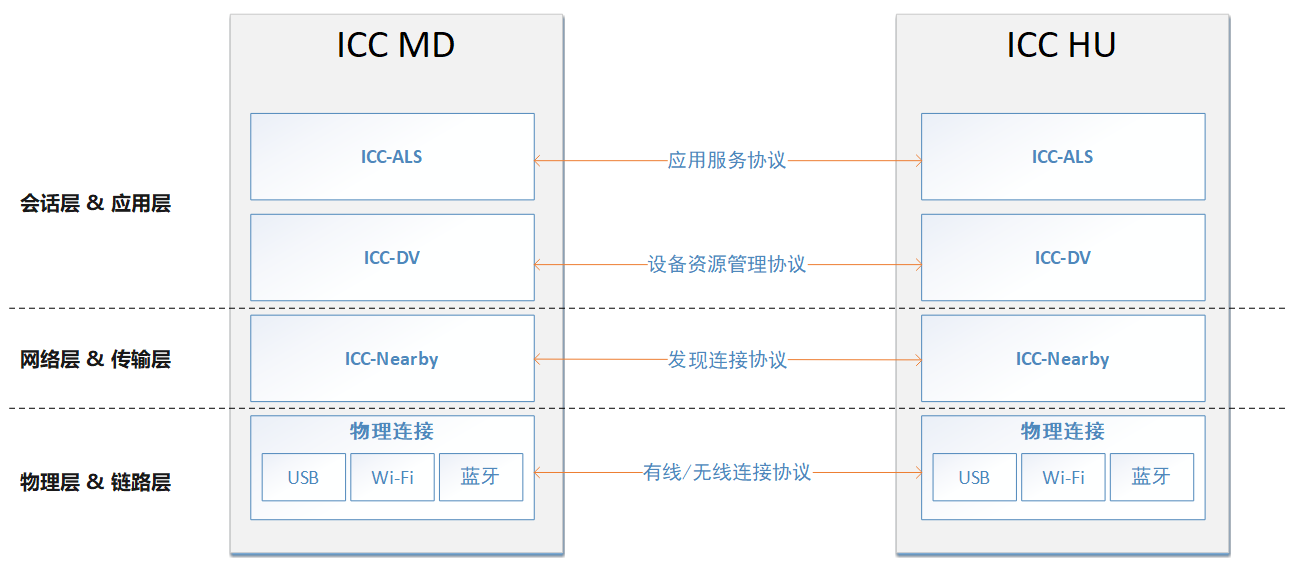 ICC MD
ICC HU
会话层 & 应用层
ICC-ALS
应用服务协议
ICC-ALS
ICC-DV
设备资源管理协议
ICC-DV
网络层 & 传输层
ICC-Nearby
发现连接协议
ICC-Nearby
物理层 & 链路层
物理连接
USB
Wi-Fi
蓝牙
有线/无线连接协议
物理连接
USB
Wi-Fi
蓝牙